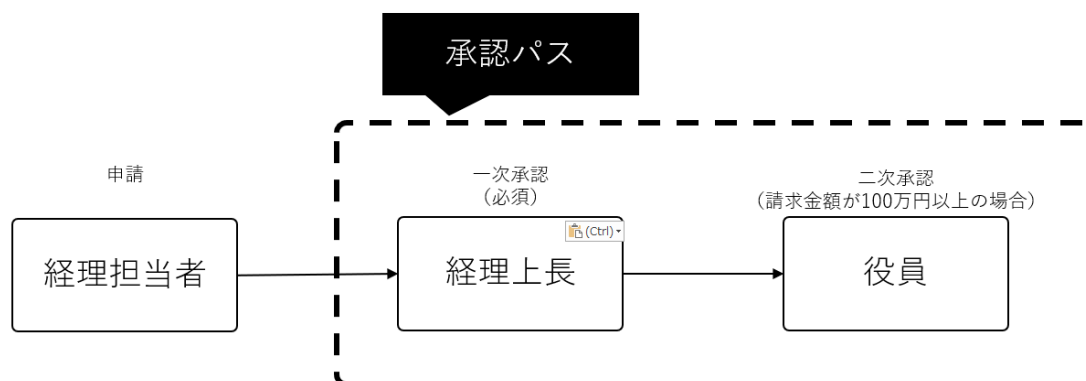 承認パス
申請
一次承認
(必須)
二次承認
(請求金額が100万円以上の場合)
(Ctrl)
経理担当者
経理上長
役員